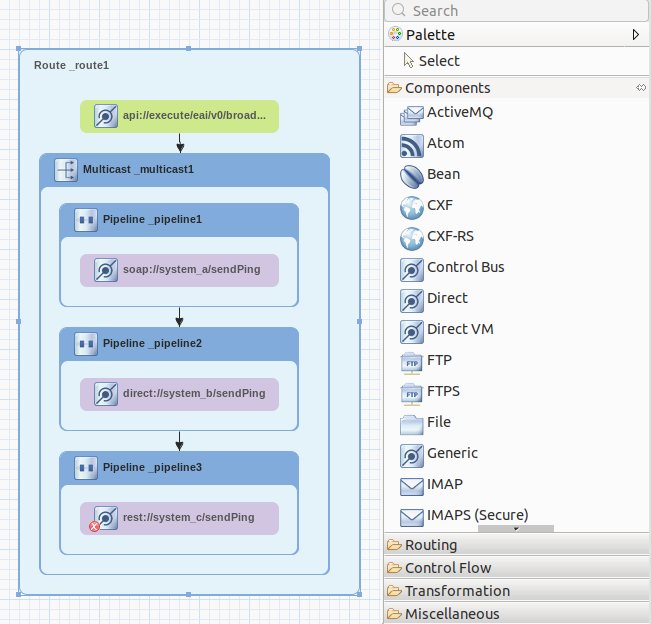 Route _route1
api://execute/eai/v0/broad...
Multicast _multicast1
Pipeline _pipeline1
soap://system_a/sendPing
Pipeline _pipeline2
direct://system_b/sendPing
Pipeline _pipeline3
rest://system_c/sendPing
Search
Palette
Select
Components
ActiveMQ
Atom
Bean
CXF
CXF-RS
Control Bus
Direct
Direct VM
FTP
FTP
FTPS
FTP
File
Generic
IMAP
IMAPS (Secure)
Routing
Control Flow
Transformation
Miscellaneous